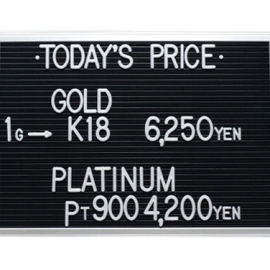 ·TODAY'S PRICE·
GOLD
1G→ K18 6,250YEN
PLATINUM
PT900 4,200YEN